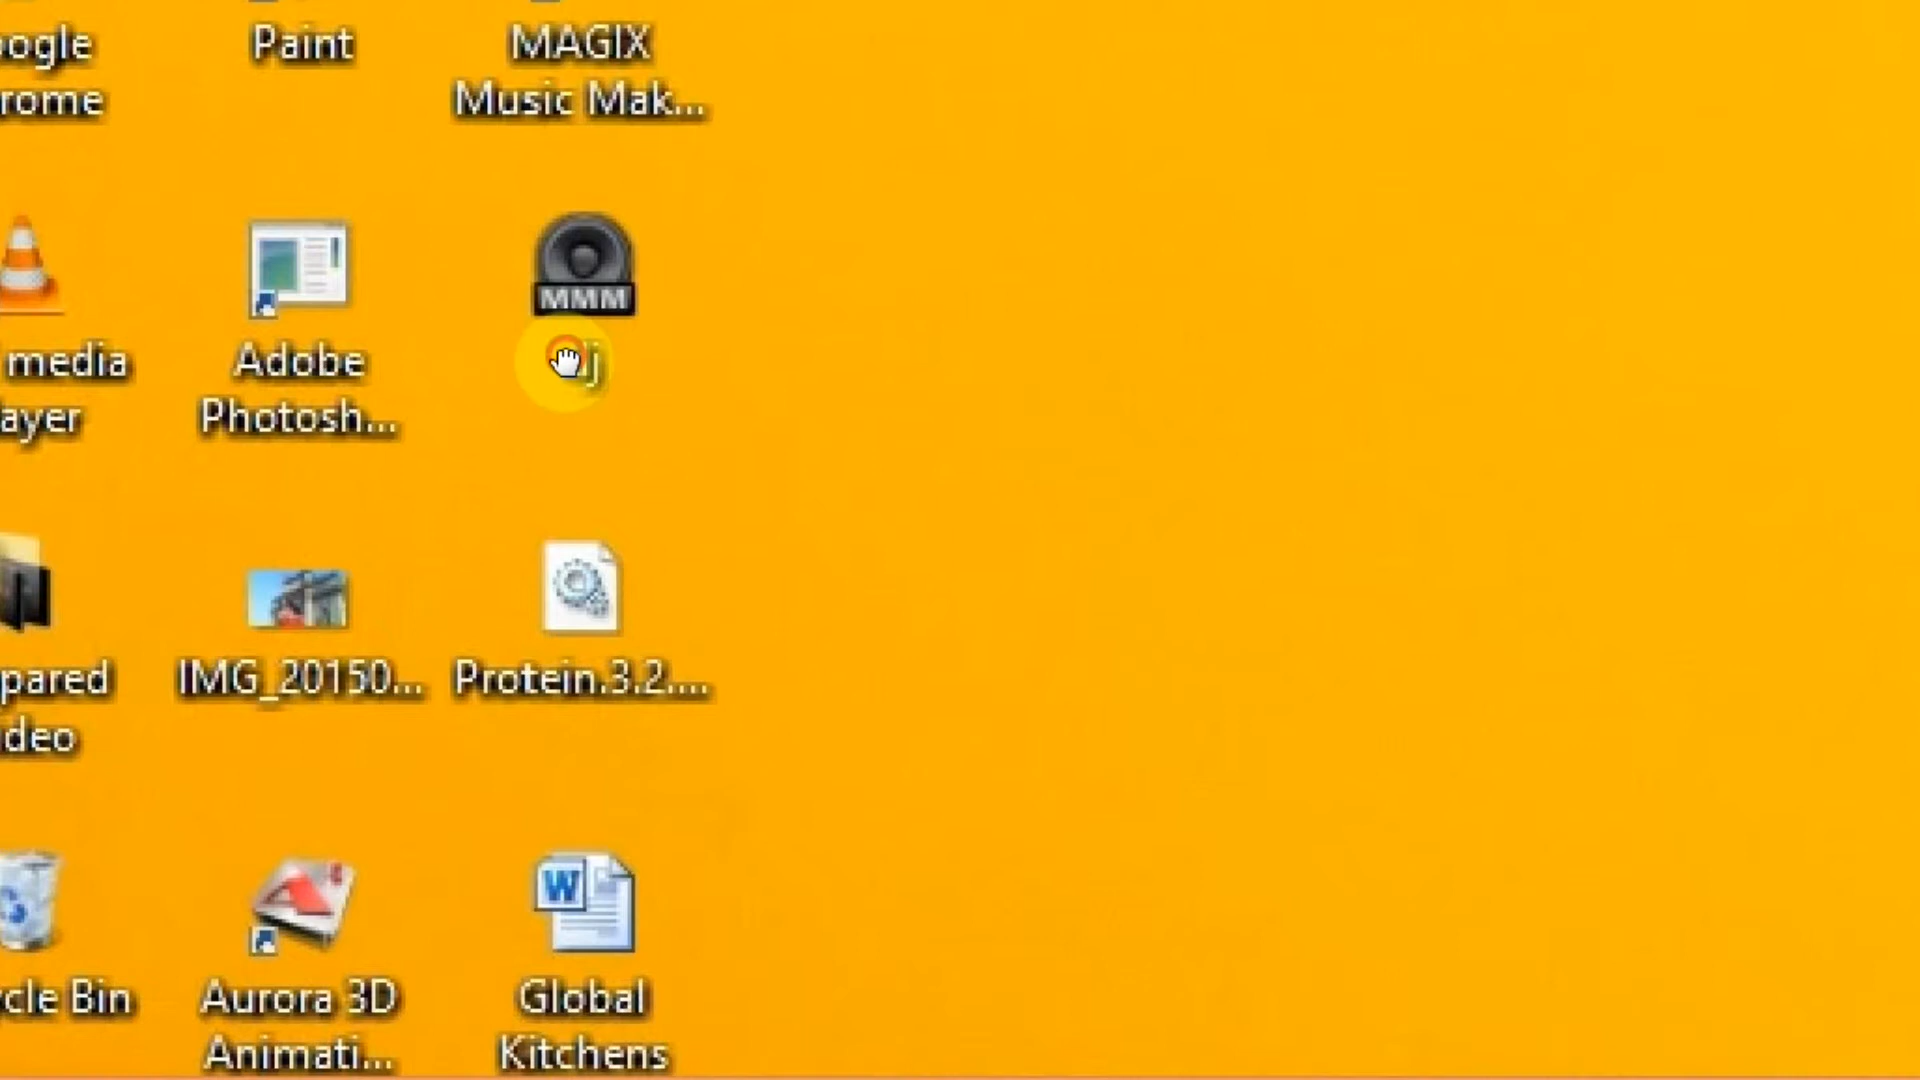 oogle
rome
Paint
MAGIX
Music Mak...
MMM
media
ayer
Adobe
Photosh...
pared
ideo
IMG_20150...
Protein.3.2....
W
cle Bin
Aurora 3D
Animati...
Global
Kitchens